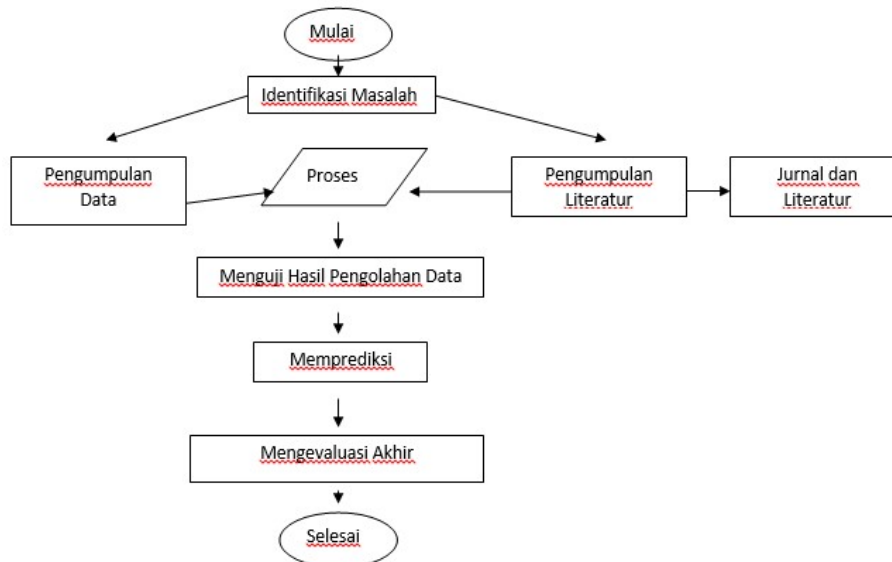 Mulai
Identifikasi Masalah
Pengumpulan
Data
Proses
Pengumpulan
Literatur
Jurnal dan
Literatur
Menguji Hasil Pengolahan Data
Memprediksi
Mengevaluasi Akhir
Selesai